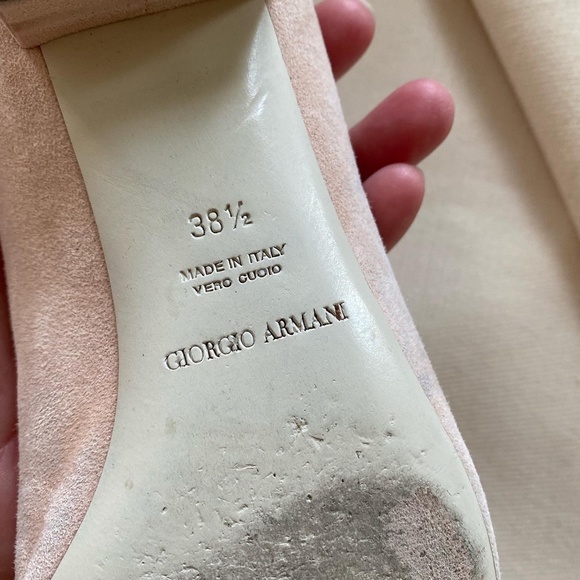 38½
MADE IN ITALY
VERO CUOIO
GIORGIO ARMANI